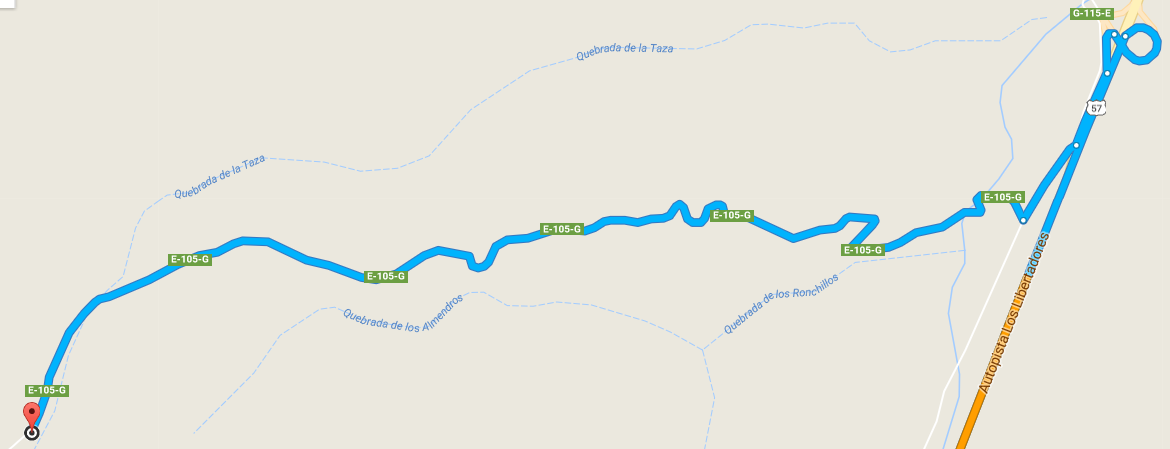 G-115-E
Quebrada de la Taza
57
Quebrada de la Taza
E-105-G
E-105-G
E-105-G
E-105-G
E-105-G
E-105-G
Autopista Los Libertadores
Quebrada de los Ronchillos
Quebrada de los Almendros
E-105-G